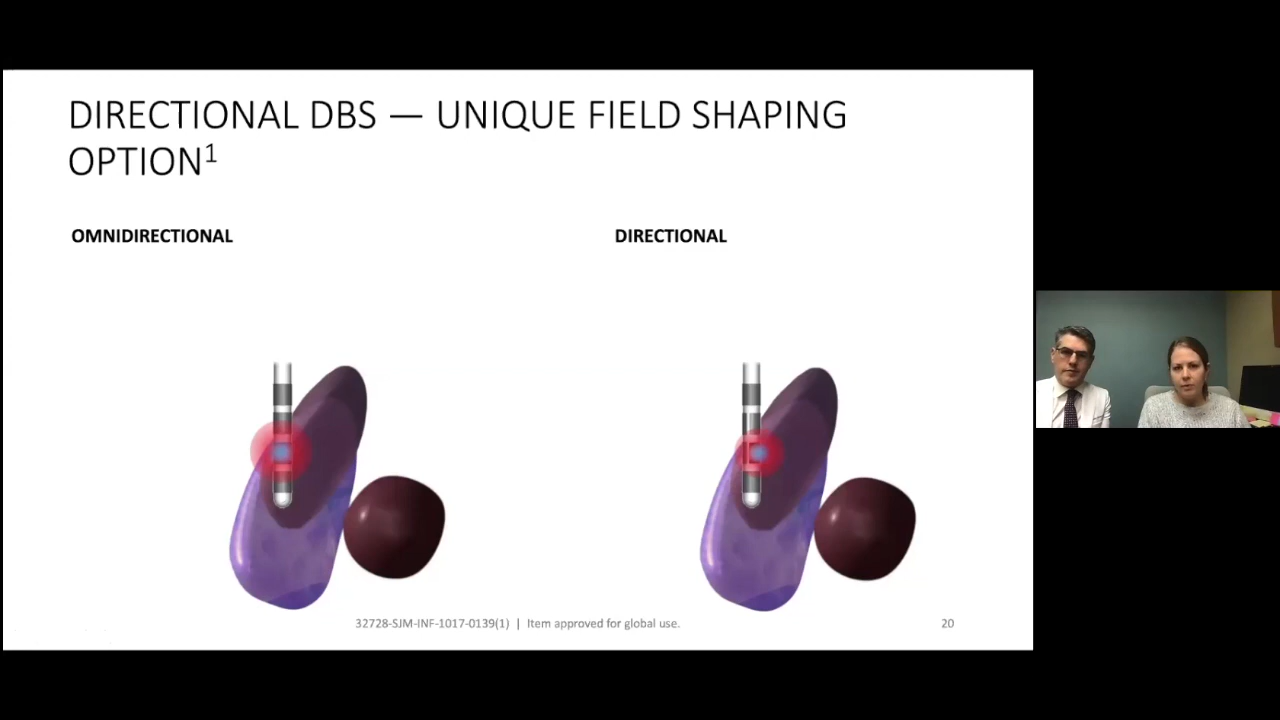 DIRECTIONAL DBS — UNIQUE FIELD SHAPING
OPTION¹
OMNIDIRECTIONAL
DIRECTIONAL
32728-SJM-INF-1017-0139(1) | Item approved for global use.
20